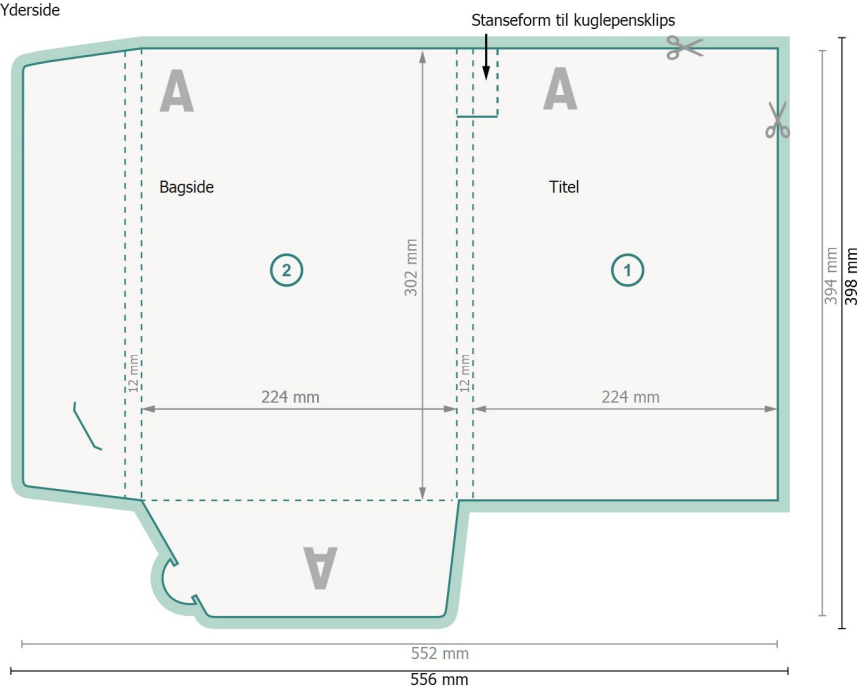 Yderside
Stanseform til kuglepensklips
A
A
Bagside
Titel
2
1
302 mm
394 mm
398 mm
12 mm
12 mm
224 mm
224 mm
A
552 mm
556 mm